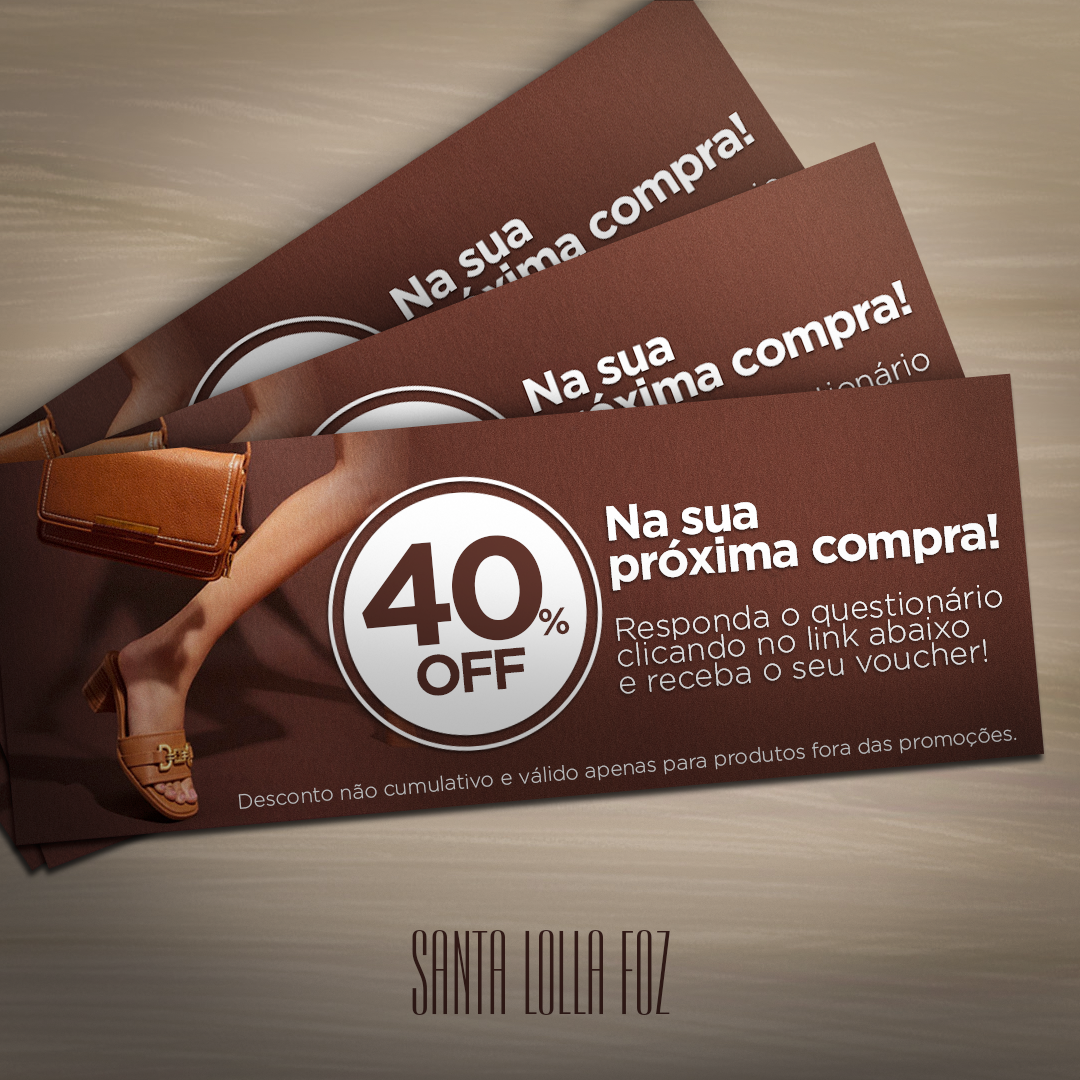 Na sua
próxima compra!
Na sua
próxima compra!
questionário
40%
OFF
Na sua
próxima compra!
Responda o questionário
clicando no link abaixo
e receba o seu voucher!
Desconto não cumulativo e válido apenas para produtos fora das promoções.
SANTA LOLLA FOZ